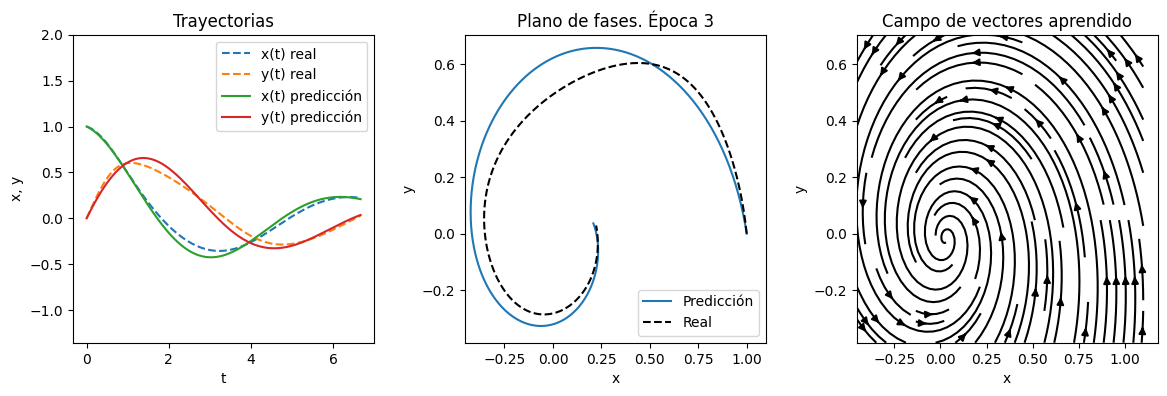 Trayectorias
2.0
1.5
1.0
0.5
0.0
−0.5
−1.0
x, y
0 2 4 6
t
x(t) real
y(t) real
x(t) predicción
y(t) predicción
Plano de fases. Época 3
0.6
0.4
0.2
0.0
−0.2
y
−0.25 0.00 0.25 0.50 0.75 1.00
x
Predicción
Real
Campo de vectores aprendido
0.6
0.4
0.2
0.0
−0.2
y
−0.25 0.00 0.25 0.50 0.75 1.00
x